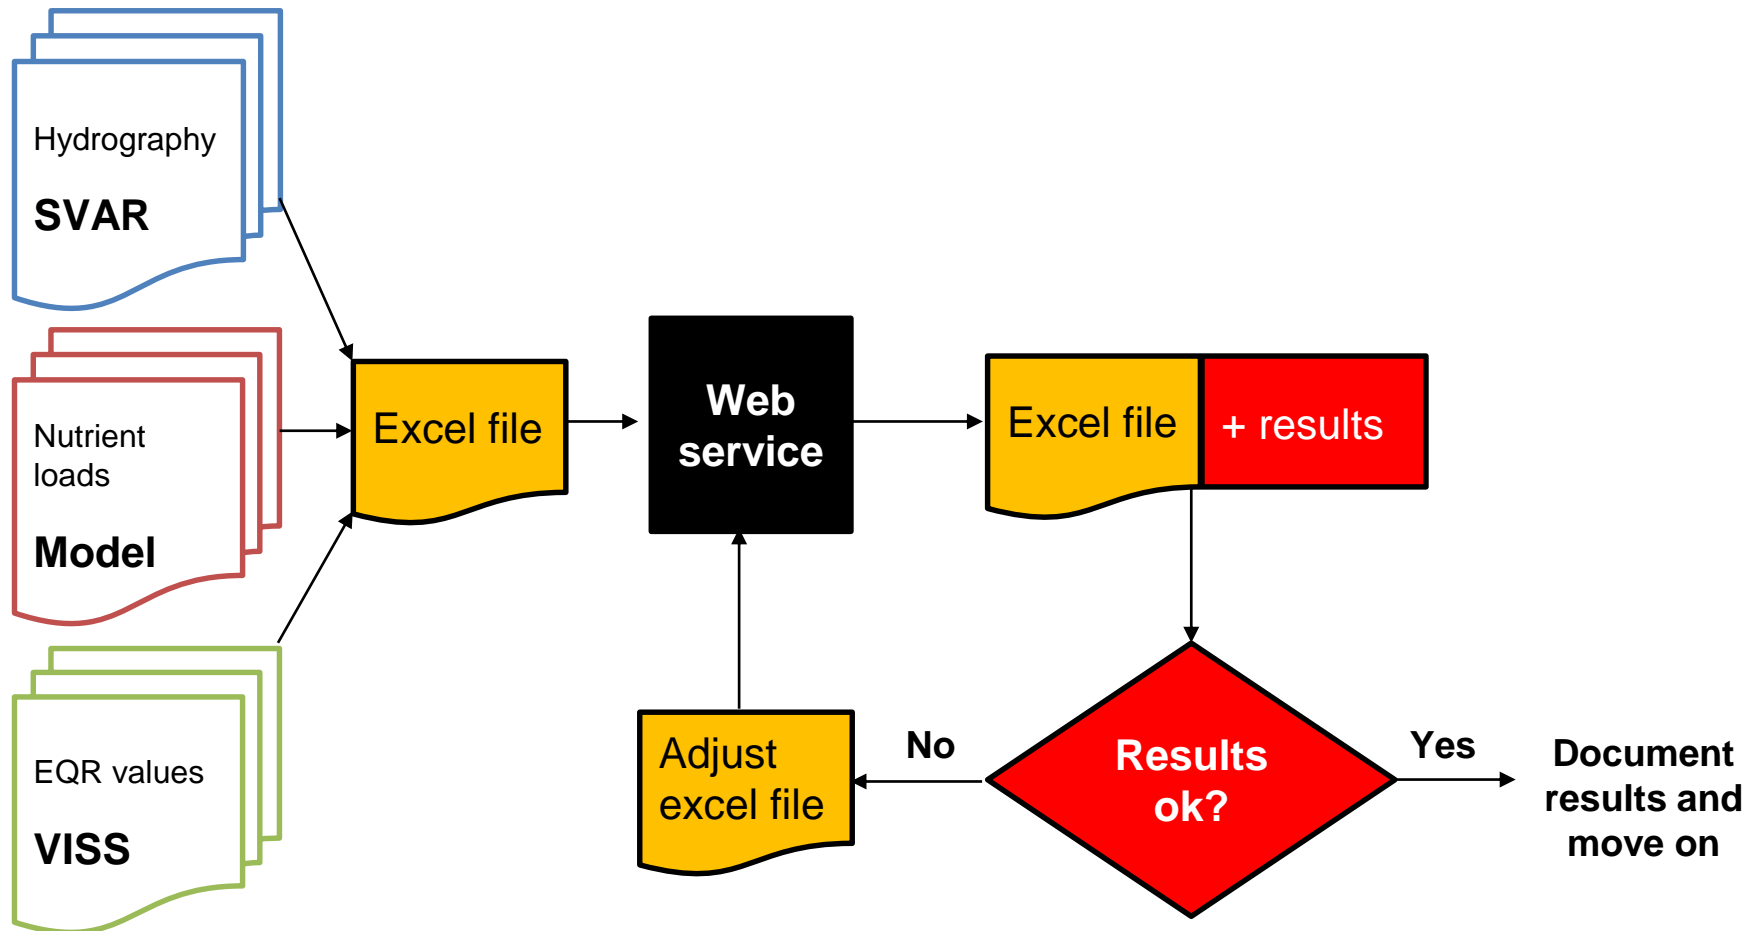 Hydrography
SVAR
Nutrient
loads
Model
EQR values
VISS
Excel file
Web
service
Excel file
+ results
Results
ok?
No
Yes
Adjust
excel file
Document
results and
move on